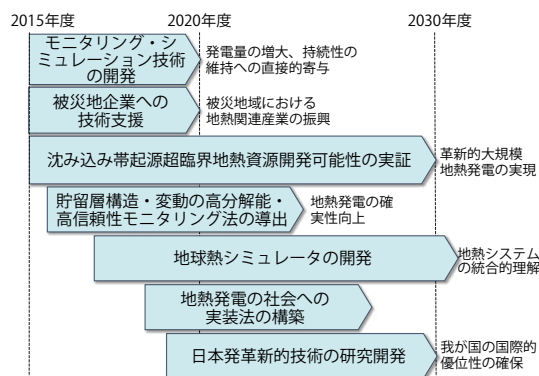 2015年度
2020年度
2030年度
モニタリング・シ
ミュレーション技術
の開発
発電量の増大、持続性の
維持への直接的寄与
被災地企業への
技術支援
被災地域における
地熱関連産業の振興
沈み込み帯起源超臨界地熱資源開発可能性の実証
革新的大規模
地熱発電の実現
貯留層構造・変動の高分解能・
高信頼性モニタリング法の導出
地熱発電の確
実性向上
地球熱シミュレータの開発
地熱システム
の統合的理解
地熱発電の社会への
実装法の構築
日本発革新的技術の研究開発
我が国の国際的
優位性の確保